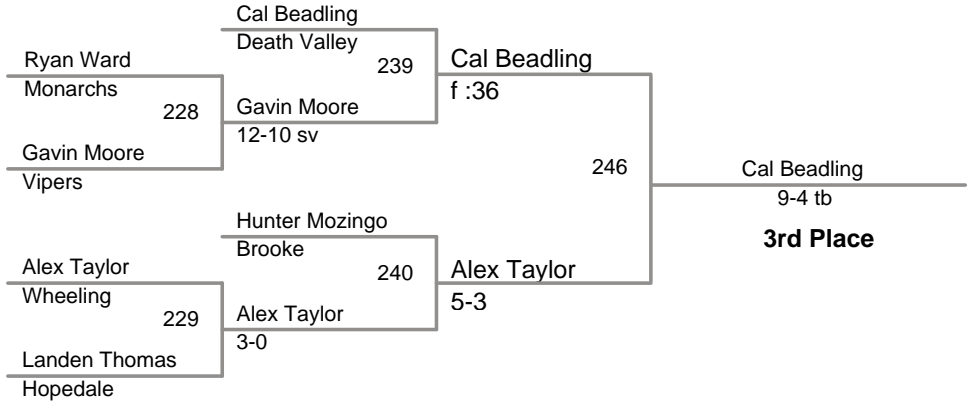 Cal Beadling
Death Valley
Ryan Ward
Monarchs
239
Cal Beadling
f :36
228
Gavin Moore
12-10 sv
Gavin Moore
Vipers
246
Cal Beadling
9-4 tb
3rd Place
Hunter Mozingo
Brooke
Alex Taylor
Wheeling
240
Alex Taylor
5-3
229
Alex Taylor
3-0
Landen Thomas
Hopedale